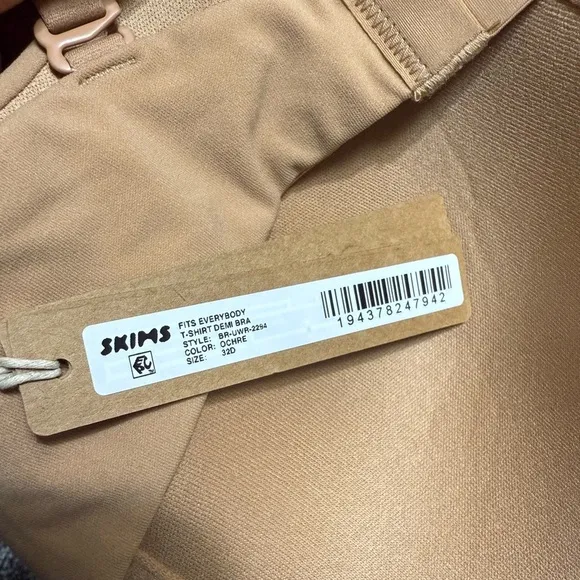 SKIMS
FITS EVERYBODY
T-SHIRT DEMI BRA
STYLE: BR-UWR-2294
COLOR: OCHRE
SIZE: 32D
194378247942